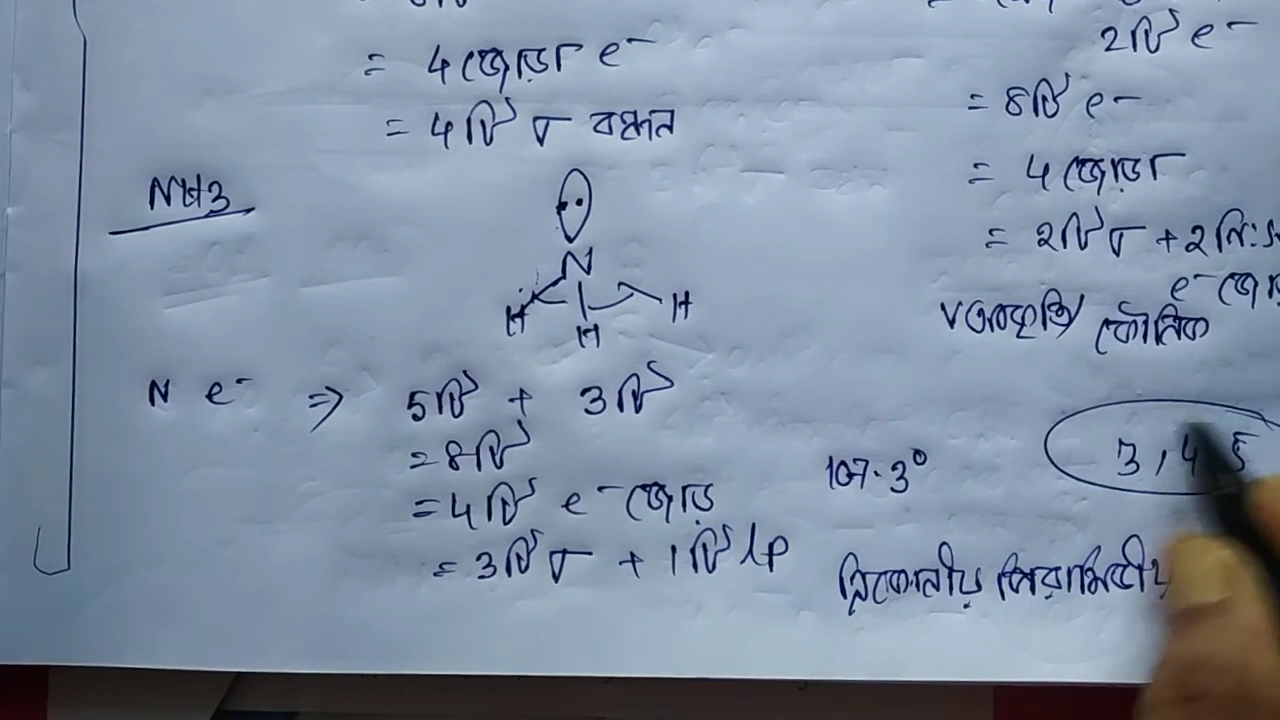 = 4 জোড়া e⁻
= 4টি σ বন্ধন
NH3
N
H H H
N e⁻ ⇒ 5টি + 3টি
= 8টি
= 4টি e⁻ জোড়
= 3টি σ + 1টি lp
2টি e⁻
= 8টি e⁻
= 4 জোড়া
= 2টি σ + 2 নিঃস
e⁻ জো
V আকৃতি / কৌনিক
3, 4 5
107.3°
ত্রিকোনীয় পিরামিডীয়